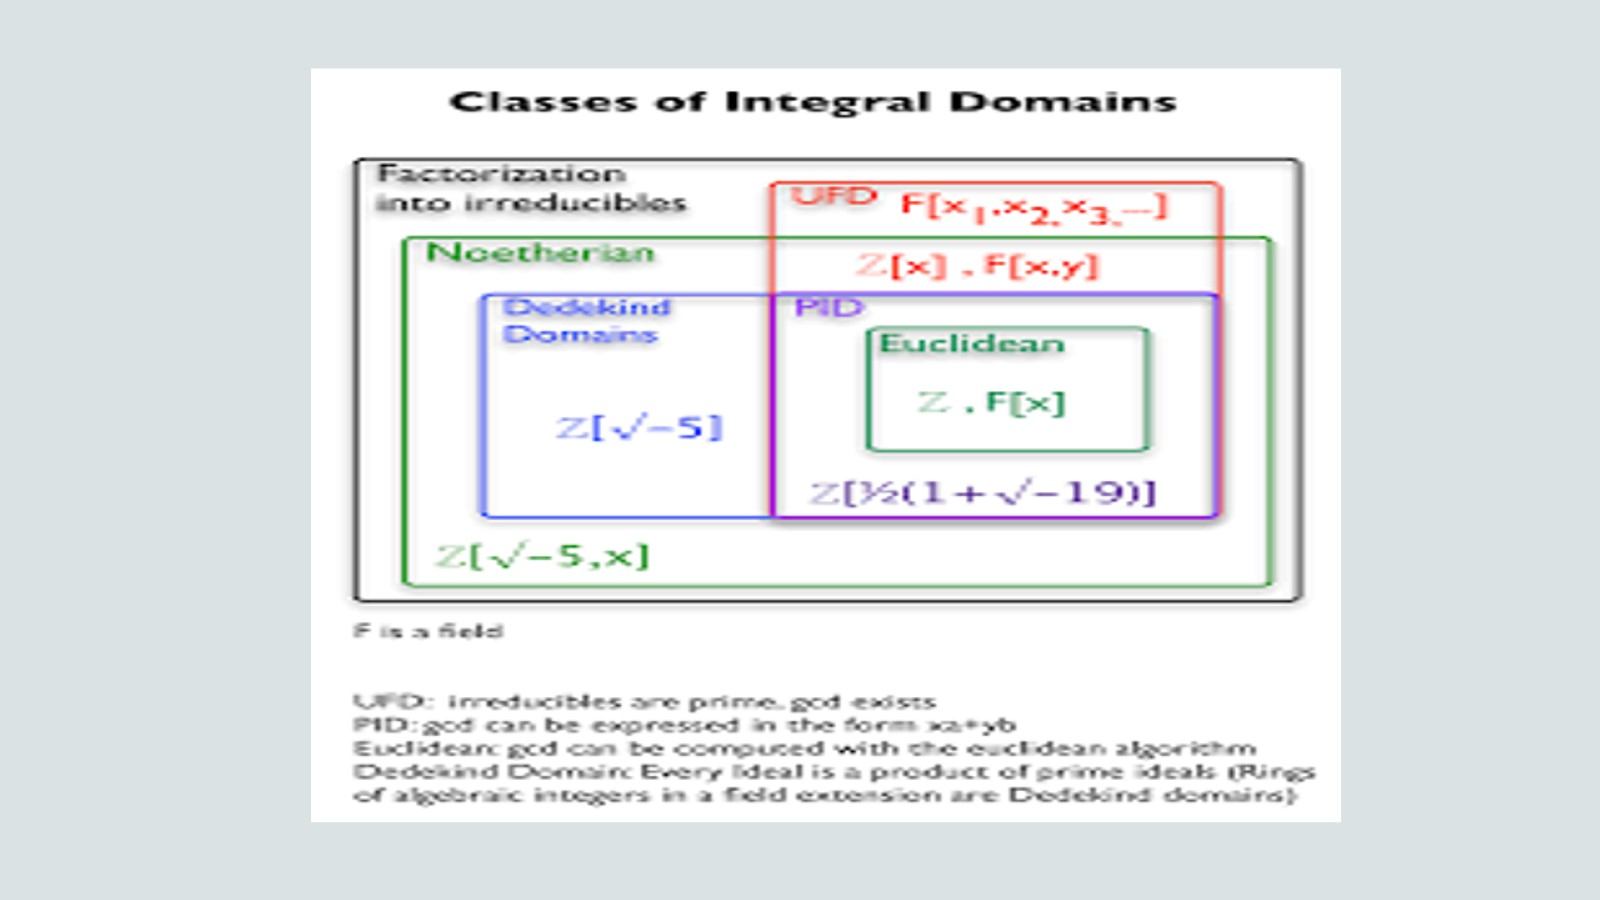 Classes of Integral Domains
Factorization
into irreducibles
UFD F[x₁,x₂,x₃,...]
Noetherian
ℤ[x] , F[x,y]
Dedekind
Domains
PID
Euclidean
ℤ , F[x]
ℤ[√-5]
ℤ[½(1+√-19)]
ℤ[√-5,x]
F is a field
UFD: irreducibles are prime, gcd exists
PID: gcd can be expressed in the form xa+yb
Euclidean: gcd can be computed with the euclidean algorithm
Dedekind Domain: Every Ideal is a product of prime ideals (Rings
of algebraic integers in a field extension are Dedekind domains)